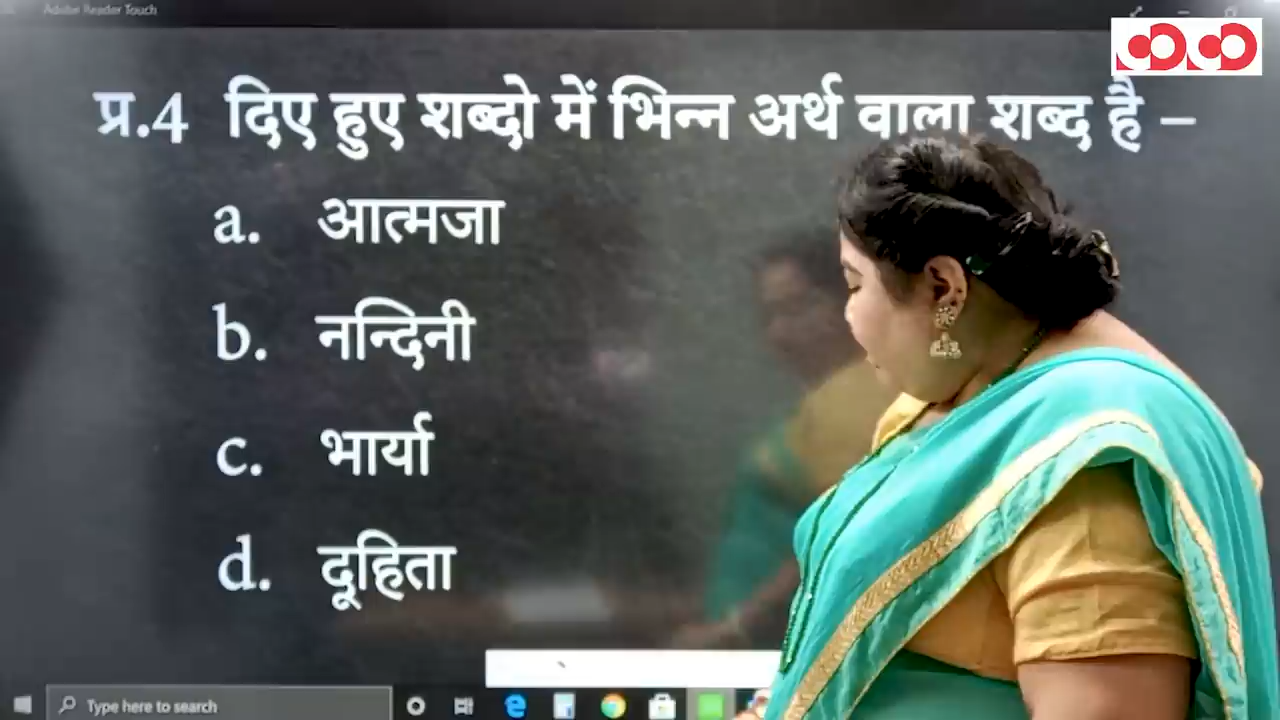 Adobe Reader Touch
प्र.4 दिए हुए शब्दो में भिन्न अर्थ वाला शब्द है –
a. आत्मजा
b. नन्दिनी
c. भार्या
d. दूहिता
Type here to search